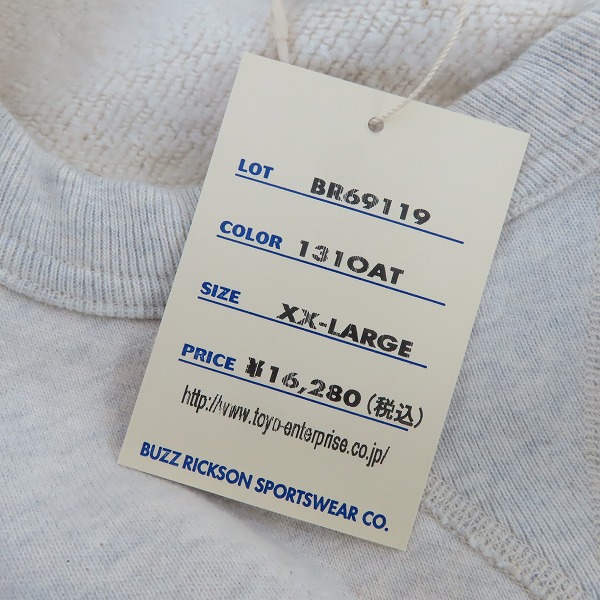 LOT BR69119
COLOR 131OAT
SIZE XX-LARGE
PRICE ¥16,280(税込)
http://www.toyo-enterprise.co.jp/
BUZZ RICKSON SPORTSWEAR CO.